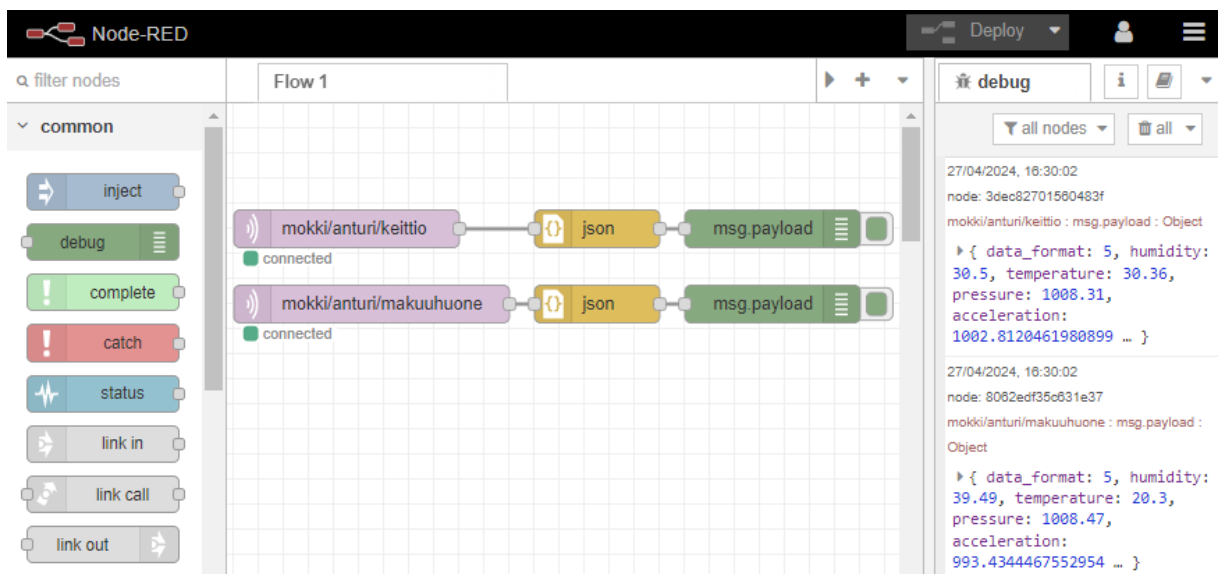 Node-RED
Deploy
filter nodes
Flow 1
debug
i
common
all nodes
all
inject
debug
complete
catch
status
link in
link call
link out
mokki/anturi/keittio
json
msg.payload
connected
mokki/anturi/makuuhuone
json
msg.payload
connected
27/04/2024, 16:30:02
node: 3dec82701560483f
mokki/anturi/keittio : msg.payload : Object
{ data_format: 5, humidity:
30.5, temperature: 30.36,
pressure: 1008.31,
acceleration:
1002.8120461980899 … }
27/04/2024, 16:30:02
node: 8062edf35c631e37
mokki/anturi/makuuhuone : msg.payload :
Object
{ data_format: 5, humidity:
39.49, temperature: 20.3,
pressure: 1008.47,
acceleration:
993.4344467552954 … }